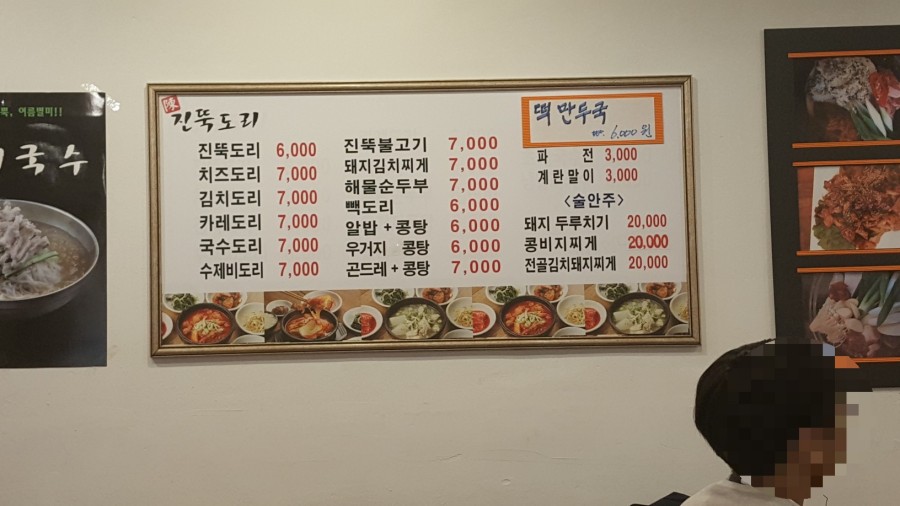 륙, 여름별미!!
국수
陳
진뚝도리
진뚝도리 6,000
치즈도리 7,000
김치도리 7,000
카레도리 7,000
국수도리 7,000
수제비도리 7,000
진뚝불고기 7,000
돼지김치찌게 7,000
해물순두부 7,000
빽도리 6,000
알밥+콩탕 6,000
우거지 콩탕 6,000
곤드레+콩탕 7,000
떡만두국
6,000원
파 전 3,000
계란말이 3,000
<술안주>
돼지 두루치기 20,000
콩비지찌게 20,000
전골김치돼지찌게 20,000